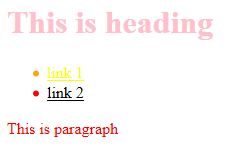 This is heading
link 1
link 2
This is paragraph